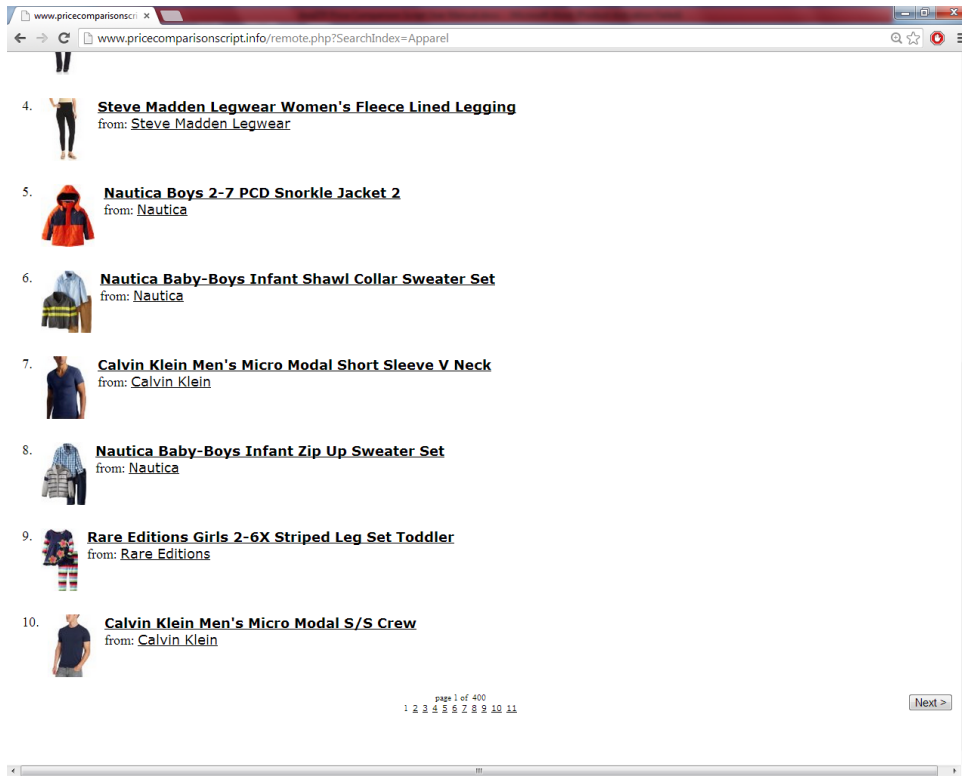 www.pricecomparisonscri
www.pricecomparisonscript.info/remote.php?SearchIndex=Apparel
4. Steve Madden Legwear Women's Fleece Lined Legging
from: Steve Madden Legwear
5. Nautica Boys 2-7 PCD Snorkle Jacket 2
from: Nautica
6. Nautica Baby-Boys Infant Shawl Collar Sweater Set
from: Nautica
7. Calvin Klein Men's Micro Modal Short Sleeve V Neck
from: Calvin Klein
8. Nautica Baby-Boys Infant Zip Up Sweater Set
from: Nautica
9. Rare Editions Girls 2-6X Striped Leg Set Toddler
from: Rare Editions
10. Calvin Klein Men's Micro Modal S/S Crew
from: Calvin Klein
page 1 of 400
1 2 3 4 5 6 7 8 9 10 11
Next >